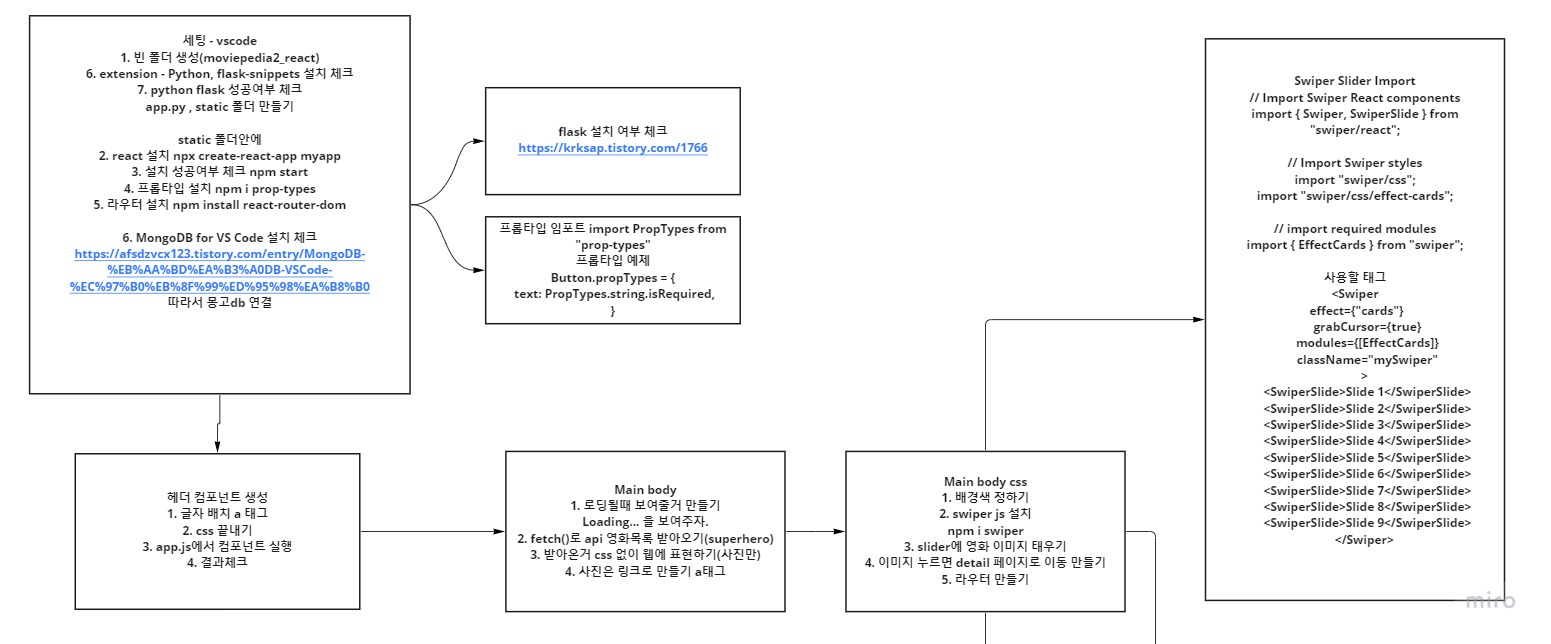 세팅 - vscode
1. 빈 폴더 생성(moviepedia2_react)
6. extension - Python, flask-snippets 설치 체크
7. python flask 성공여부 체크
app.py , static 폴더 만들기
static 폴더안에
2. react 설치 npx create-react-app myapp
3. 설치 성공여부 체크 npm start
4. 프롭타입 설치 npm i prop-types
5. 라우터 설치 npm install react-router-dom
6. MongoDB for VS Code 설치 체크
https://afsdzvcx123.tistory.com/entry/MongoDB-
%EB%AA%BD%EA%B3%A0DB-VSCode-
%EC%97%B0%EB%8F%99%ED%95%98%EA%B8%B0
따라서 몽고db 연결
flask 설치 여부 체크
https://krksap.tistory.com/1766
프롭타입 임포트 import PropTypes from
"prop-types"
프롭타입 예제
Button.propTypes = {
text: PropTypes.string.isRequired,
}
헤더 컴포넌트 생성
1. 글자 배치 a 태그
2. css 끝내기
3. app.js에서 컴포넌트 실행
4. 결과체크
Main body
1. 로딩될때 보여줄거 만들기
Loading... 을 보여주자.
2. fetch()로 api 영화목록 받아오기(superhero)
3. 받아온거 css 없이 웹에 표현하기(사진만)
4. 사진은 링크로 만들기 a태그
Main body css
1. 배경색 정하기
2. swiper js 설치
npm i swiper
3. slider에 영화 이미지 태우기
4. 이미지 누르면 detail 페이지로 이동 만들기
5. 라우터 만들기
Swiper Slider Import
// Import Swiper React components
import { Swiper, SwiperSlide } from
"swiper/react";
// Import Swiper styles
import "swiper/css";
import "swiper/css/effect-cards";
// import required modules
import { EffectCards } from "swiper";
사용할 태그
<Swiper
effect={"cards"}
grabCursor={true}
modules={[EffectCards]}
className="mySwiper"
>
<SwiperSlide>Slide 1</SwiperSlide>
<SwiperSlide>Slide 2</SwiperSlide>
<SwiperSlide>Slide 3</SwiperSlide>
<SwiperSlide>Slide 4</SwiperSlide>
<SwiperSlide>Slide 5</SwiperSlide>
<SwiperSlide>Slide 6</SwiperSlide>
<SwiperSlide>Slide 7</SwiperSlide>
<SwiperSlide>Slide 8</SwiperSlide>
<SwiperSlide>Slide 9</SwiperSlide>
</Swiper>
miro